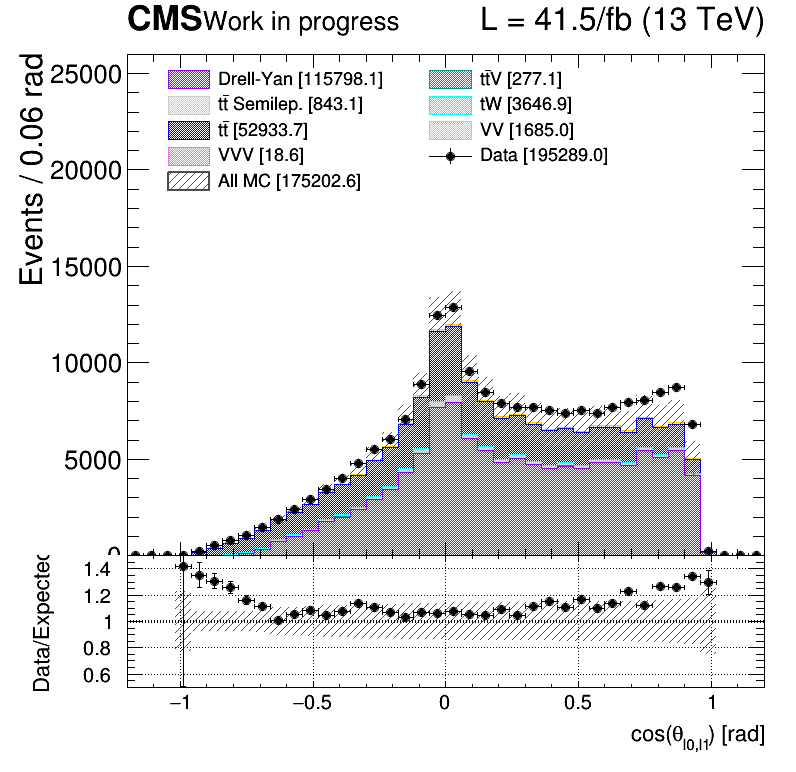 CMS Work in progress L = 41.5/fb (13 TeV)
Events / 0.06 rad
25000
20000
15000
10000
5000
0
Drell-Yan [115798.1]
tt̄ Semilep. [843.1]
tt̄ [52933.7]
VVV [18.6]
All MC [175202.6]
tt̄V [277.1]
tW [3646.9]
VV [1685.0]
Data [195289.0]
Data/Expected
1.4
1.2
1
0.8
0.6
−1 −0.5 0 0.5 1
cos(θl0,l1) [rad]